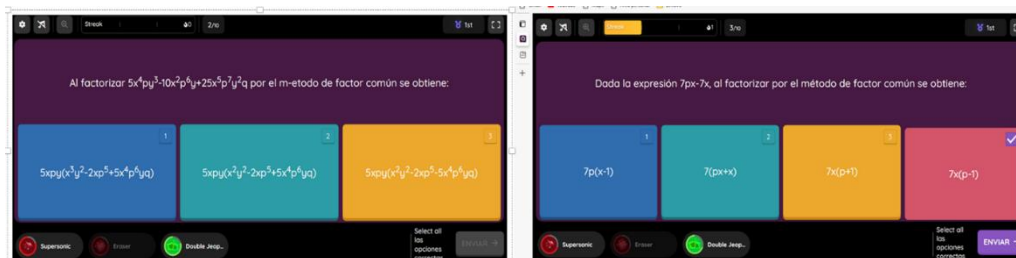 Streak
0
2/10
1st
Al factorizar 5x⁴py³-10x²p⁶y+25x⁵p⁷y²q por el m-etodo de factor común se obtiene:
1
2
3
5xpy(x³y²-2xp⁵+5x⁴p⁶yq)
5xpy(x²y²-2xp⁵+5x⁴p⁶yq)
5xpy(x²y²-2xp⁵-5x⁴p⁶yq)
Supersonic
Eraser
Double Jeop...
Select all
las
opciones
correctas
ENVIAR
Streak
1
3/10
1st
Dada la expresión 7px-7x, al factorizar por el método de factor común se obtiene:
1
2
3
7p(x-1)
7(px+x)
7x(p+1)
7x(p-1)
Supersonic
Eraser
Double Jeop...
Select all
las
opciones
correctas
ENVIAR